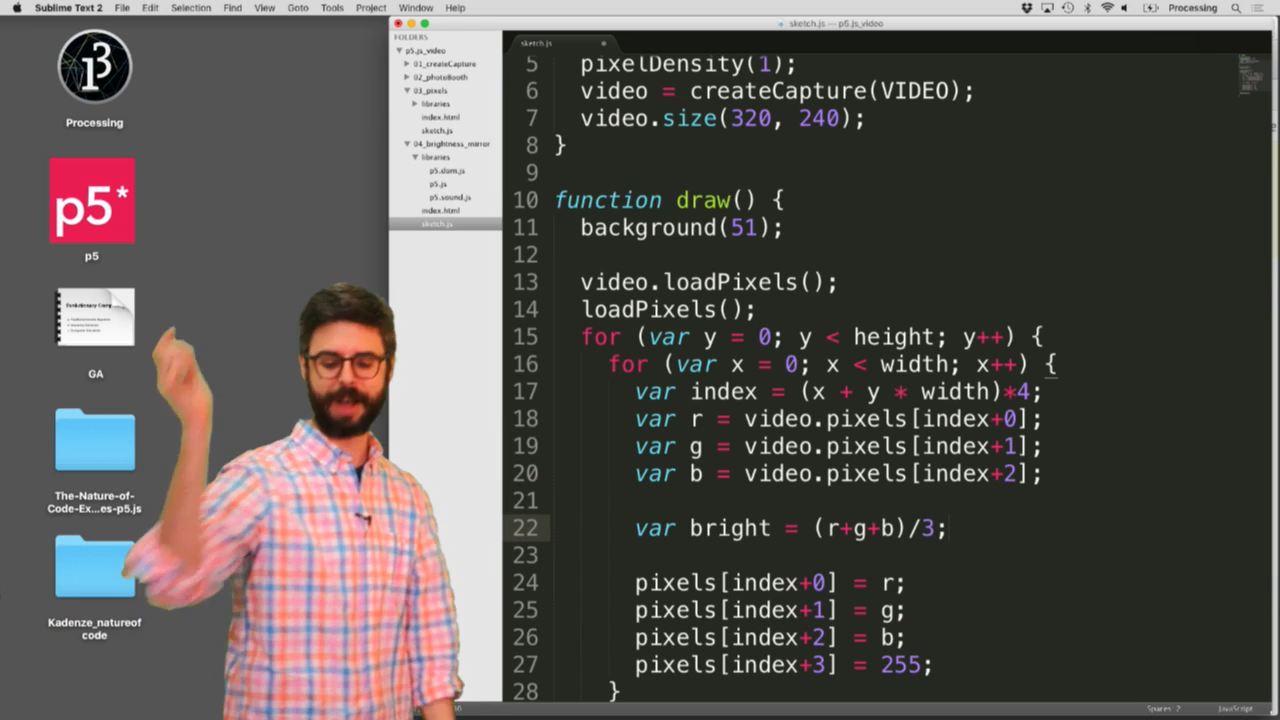 Sublime Text 2 File Edit Selection Find View Goto Tools Project Window Help
Processing
sketch.js — p5.js_video
FOLDERS
p5.js_video
01_createCapture
02_photoBooth
03_pixels
libraries
index.html
sketch.js
04_brightness_mirror
libraries
p5.dom.js
p5.js
p5.sound.js
index.html
sketch.js
13
Processing
p5*
p5
GA
The-Nature-of-
Code-Ex...es-p5.js
Kadenze_natureof
code
sketch.js
5 pixelDensity(1);
6 video = createCapture(VIDEO);
7 video.size(320, 240);
8 }
9
10 function draw() {
11 background(51);
12
13 video.loadPixels();
14 loadPixels();
15 for (var y = 0; y < height; y++) {
16 for (var x = 0; x < width; x++) {
17 var index = (x + y * width)*4;
18 var r = video.pixels[index+0];
19 var g = video.pixels[index+1];
20 var b = video.pixels[index+2];
21
22 var bright = (r+g+b)/3;
23
24 pixels[index+0] = r;
25 pixels[index+1] = g;
26 pixels[index+2] = b;
27 pixels[index+3] = 255;
28 }
Spaces: 2 JavaScript